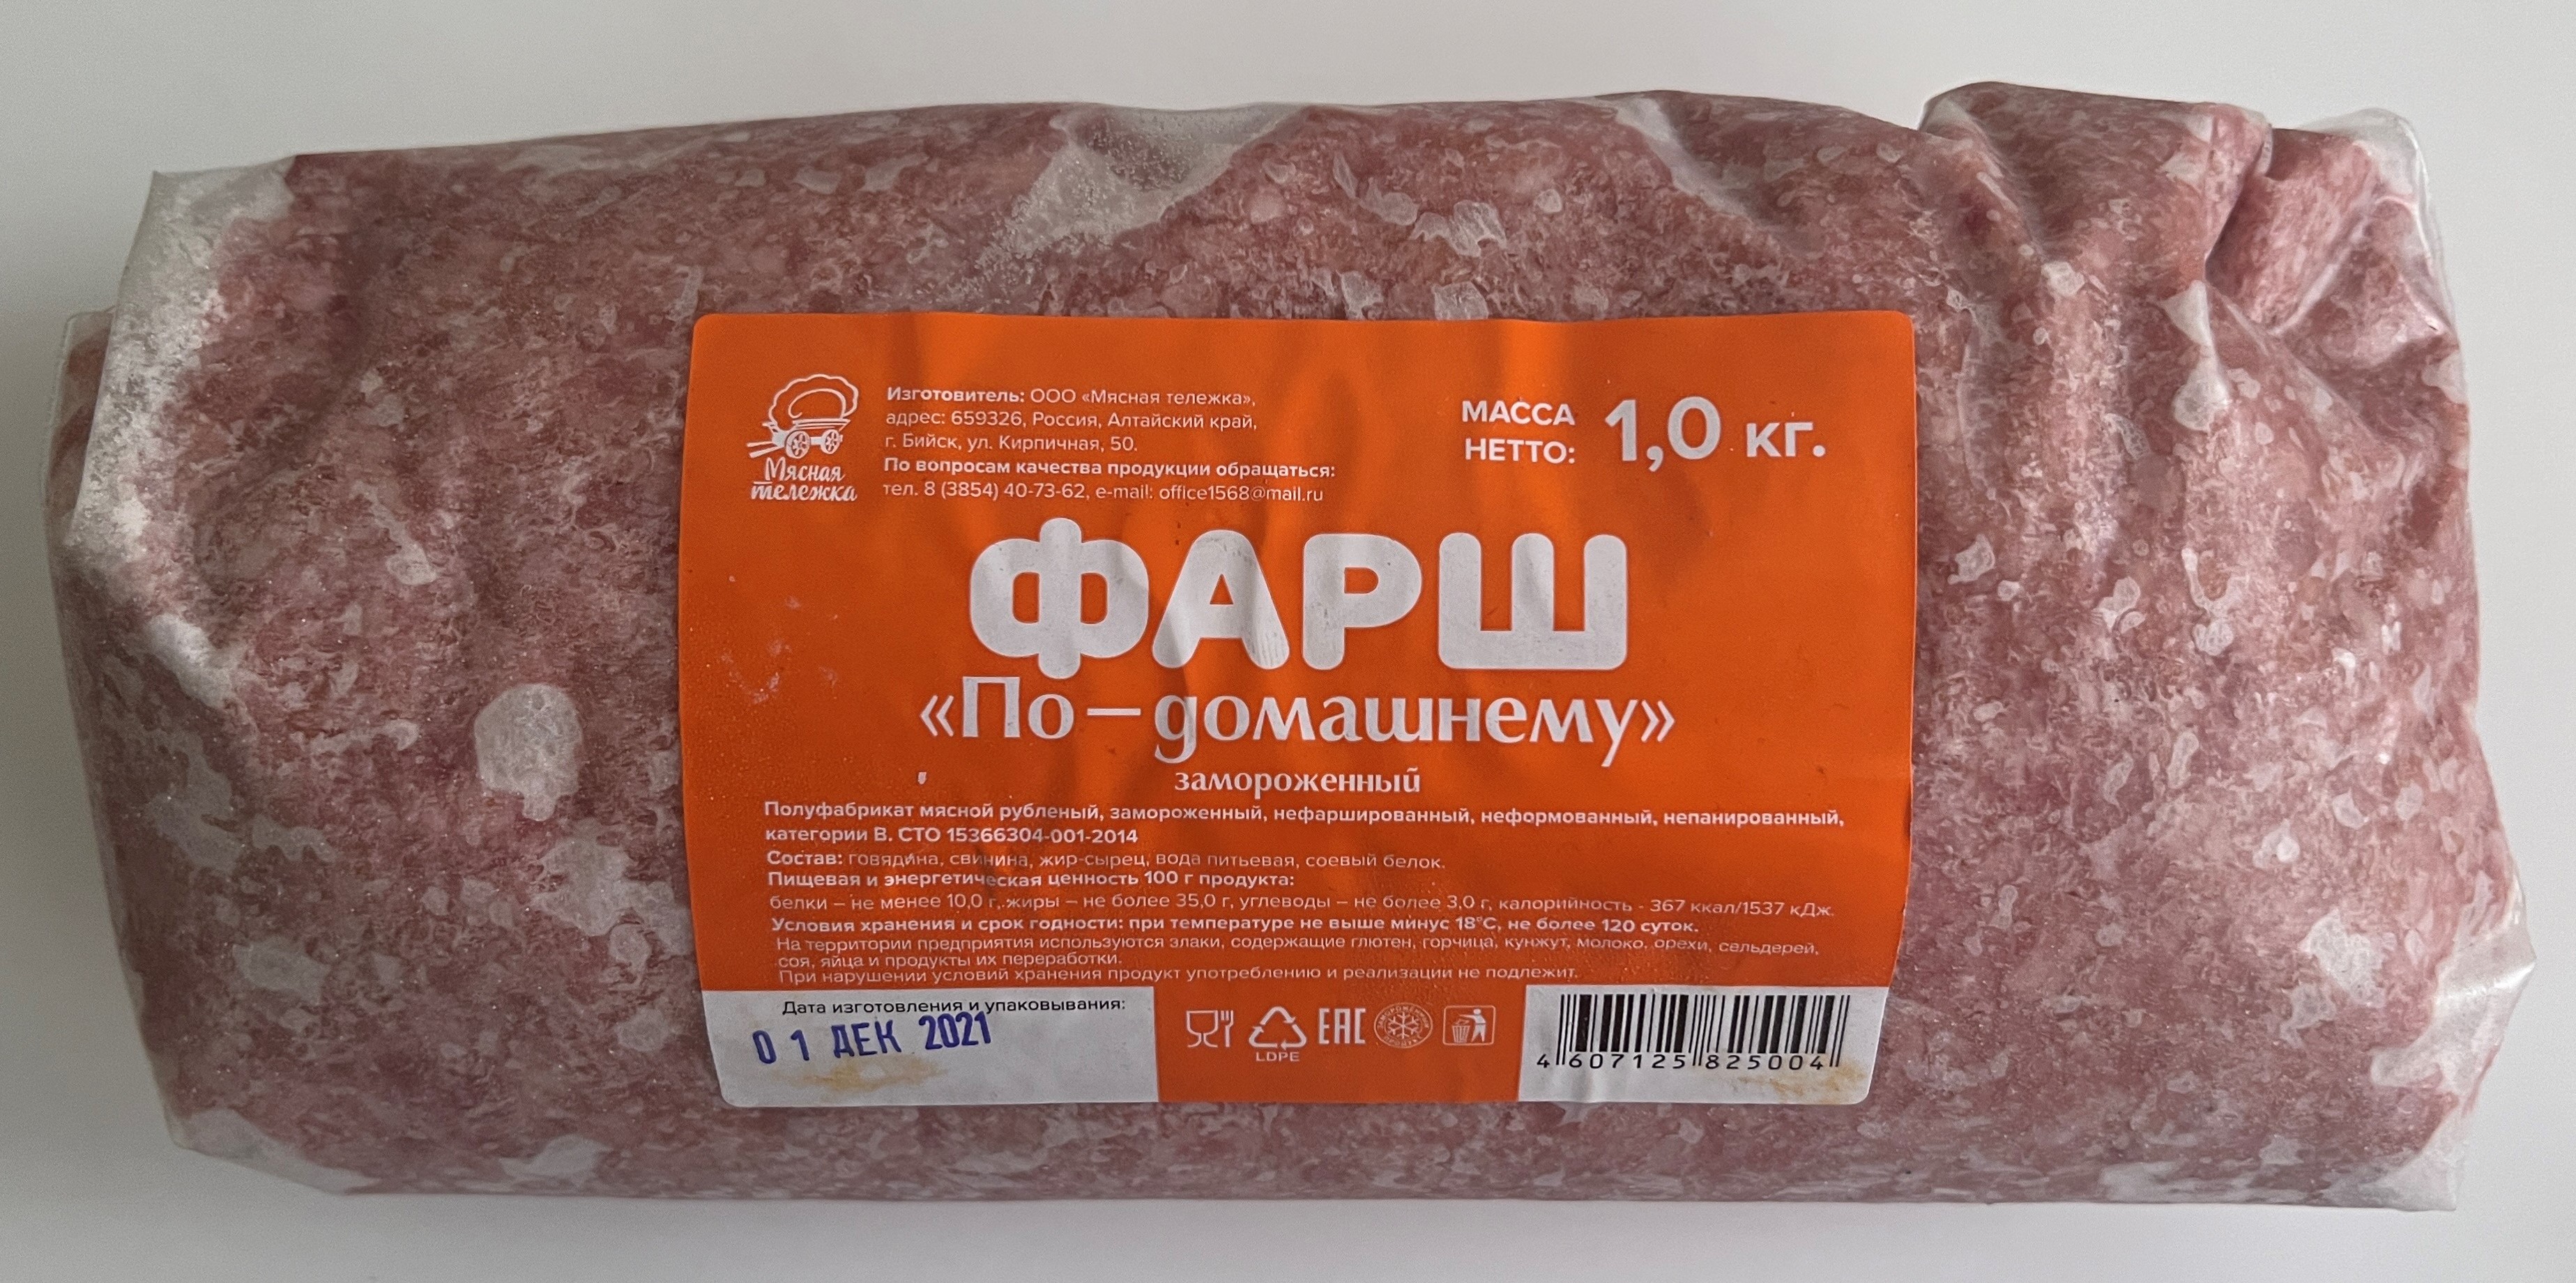 Мясная
тележка
Изготовитель: ООО «Мясная тележка»,
адрес: 659326, Россия, Алтайский край,
г. Бийск, ул. Кирпичная, 50.
По вопросам качества продукции обращаться:
тел. 8 (3854) 40-73-62, e-mail: office1568@mail.ru
МАССА
НЕТТО: 1,0 кг.
ФАРШ
«По-домашнему»
замороженный
Полуфабрикат мясной рубленый, замороженный, нефаршированный, неформованный, непанированный,
категории В. СТО 15366304-001-2014
Состав: говядина, свинина, жир-сырец, вода питьевая, соевый белок.
Пищевая и энергетическая ценность 100 г продукта:
белки – не менее 10,0 г, жиры – не более 35,0 г, углеводы – не более 3,0 г, калорийность - 367 ккал/1537 кДж.
Условия хранения и срок годности: при температуре не выше минус 18°С, не более 120 суток.
На территории предприятия используются злаки, содержащие глютен, горчица, кунжут, молоко, орехи, сельдерей,
соя, яйца и продукты их переработки.
При нарушении условий хранения продукт употреблению и реализации не подлежит.
Дата изготовления и упаковывания:
01 ДЕК 2021
LDPE
EAC
4 607125 825004